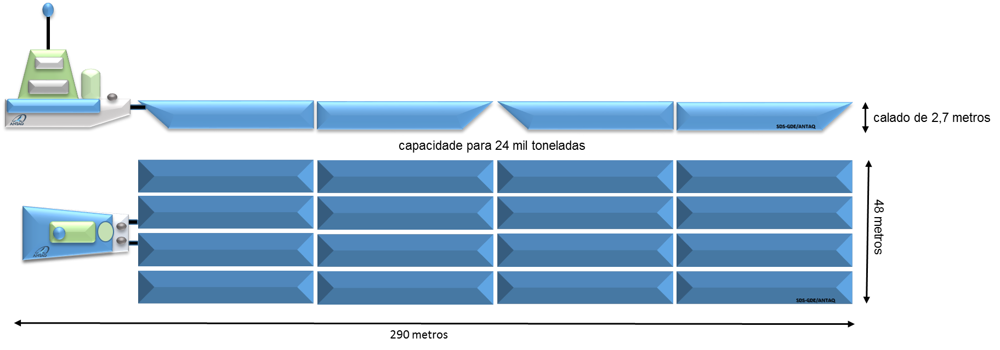 ANTAQ
SDS-GDE/ANTAQ
calado de 2,7 metros
capacidade para 24 mil toneladas
48 metros
ANTAQ
SDS-GDE/ANTAQ
290 metros